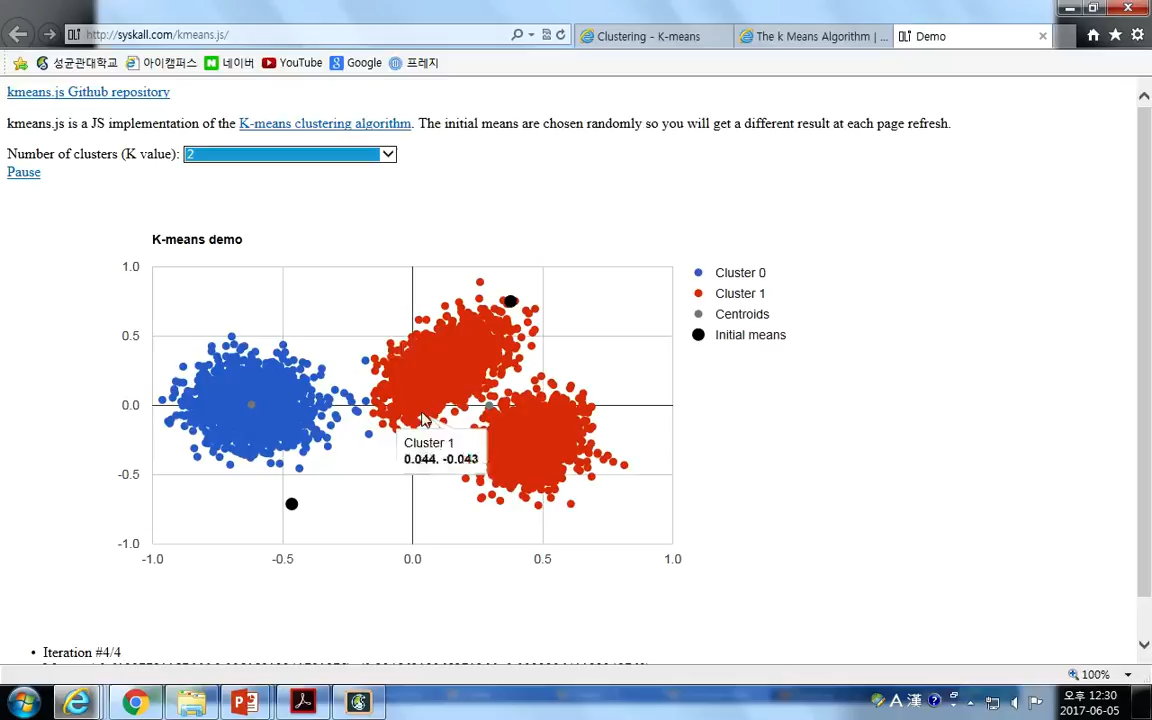 http://syskall.com/kmeans.js/
Clustering - K-means
The k Means Algorithm | ...
Demo
성균관대학교
아이캠퍼스
네이버
YouTube
Google
프레지
kmeans.js Github repository
kmeans.js is a JS implementation of the K-means clustering algorithm. The initial means are chosen randomly so you will get a different result at each page refresh.
Number of clusters (K value): 2
Pause
K-means demo
1.0
0.5
0.0
-0.5
-1.0
-1.0 -0.5 0.0 0.5 1.0
Cluster 0
Cluster 1
Centroids
Initial means
Cluster 1
0.044. -0.043
Iteration #4/4
100%
A 漢
오후 12:30
2017-06-05